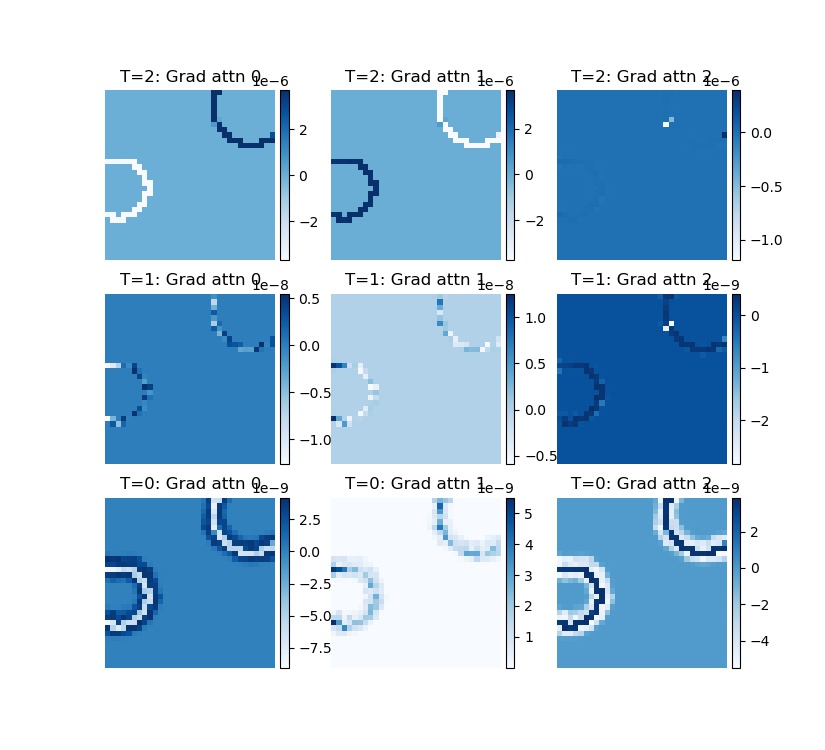 T=2: Grad attn 0
1e−6
T=2: Grad attn 1
1e−6
T=2: Grad attn 2
1e−6
2
0
−2
2
0
−2
0.0
−0.5
−1.0
T=1: Grad attn 0
1e−8
T=1: Grad attn 1
1e−8
T=1: Grad attn 2
1e−9
0.5
0.0
−0.5
−1.0
1.0
0.5
0.0
−0.5
0
−1
−2
T=0: Grad attn 0
1e−9
T=0: Grad attn 1
1e−9
T=0: Grad attn 2
1e−9
2.5
0.0
−2.5
−5.0
−7.5
5
4
3
2
1
2
0
−2
−4